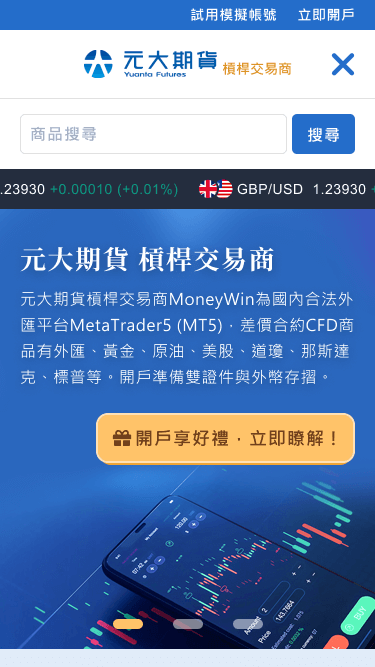 試用模擬帳號 立即開戶
元大期貨 槓桿交易商
Yuanta Futures
商品搜尋 搜尋
.23930 +0.00010 (+0.01%) GBP/USD 1.23930 +
元大期貨 槓桿交易商
元大期貨槓桿交易商MoneyWin為國內合法外
匯平台MetaTrader5 (MT5)，差價合約CFD商
品有外匯、黃金、原油、美股、道瓊、那斯達
克、標普等。開戶準備雙證件與外幣存摺。
開戶享好禮，立即瞭解！
Amount 2
Price 143.7664
BUY